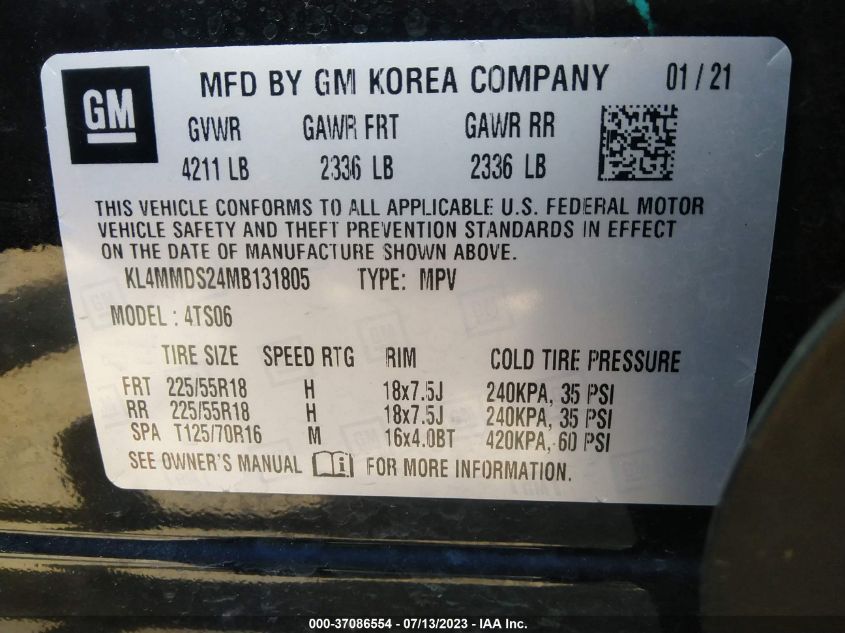 GM MFD BY GM KOREA COMPANY 01/21
GVWR GAWR FRT GAWR RR
4211 LB 2336 LB 2336 LB
THIS VEHICLE CONFORMS TO ALL APPLICABLE U.S. FEDERAL MOTOR
VEHICLE SAFETY AND THEFT PREVENTION STANDARDS IN EFFECT
ON THE DATE OF MANUFACTURE SHOWN ABOVE.
KL4MMDS24MB131805 TYPE: MPV
MODEL: 4TS06
TIRE SIZE SPEED RTG RIM COLD TIRE PRESSURE
FRT 225/55R18 H 18x7.5J 240KPA, 35 PSI
RR 225/55R18 H 18x7.5J 240KPA, 35 PSI
SPA T125/70R16 M 16x4.0BT 420KPA, 60 PSI
SEE OWNER'S MANUAL i FOR MORE INFORMATION.
000-37086554 - 07/13/2023 - IAA Inc.